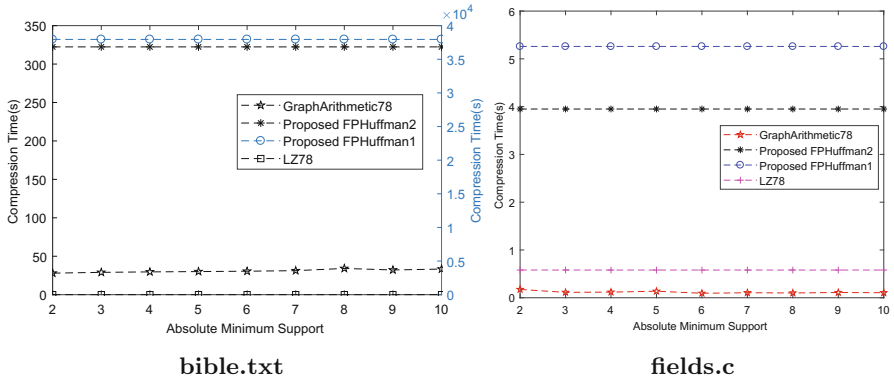 ×10⁴
350
300
250
200
150
100
50
0
Compression Time(s)
GraphArithmetic78
Proposed FPHuffman2
Proposed FPHuffman1
LZ78
4
3.5
3
2.5
2
1.5
1
0.5
0
Compression Time(s)
2 3 4 5 6 7 8 9 10
Absolute Minimum Support
bible.txt
6
5
4
3
2
1
0
Compression Time(s)
GraphArithmetic78
Proposed FPHuffman2
Proposed FPHuffman1
LZ78
2 3 4 5 6 7 8 9 10
Absolute Minimum Support
fields.c